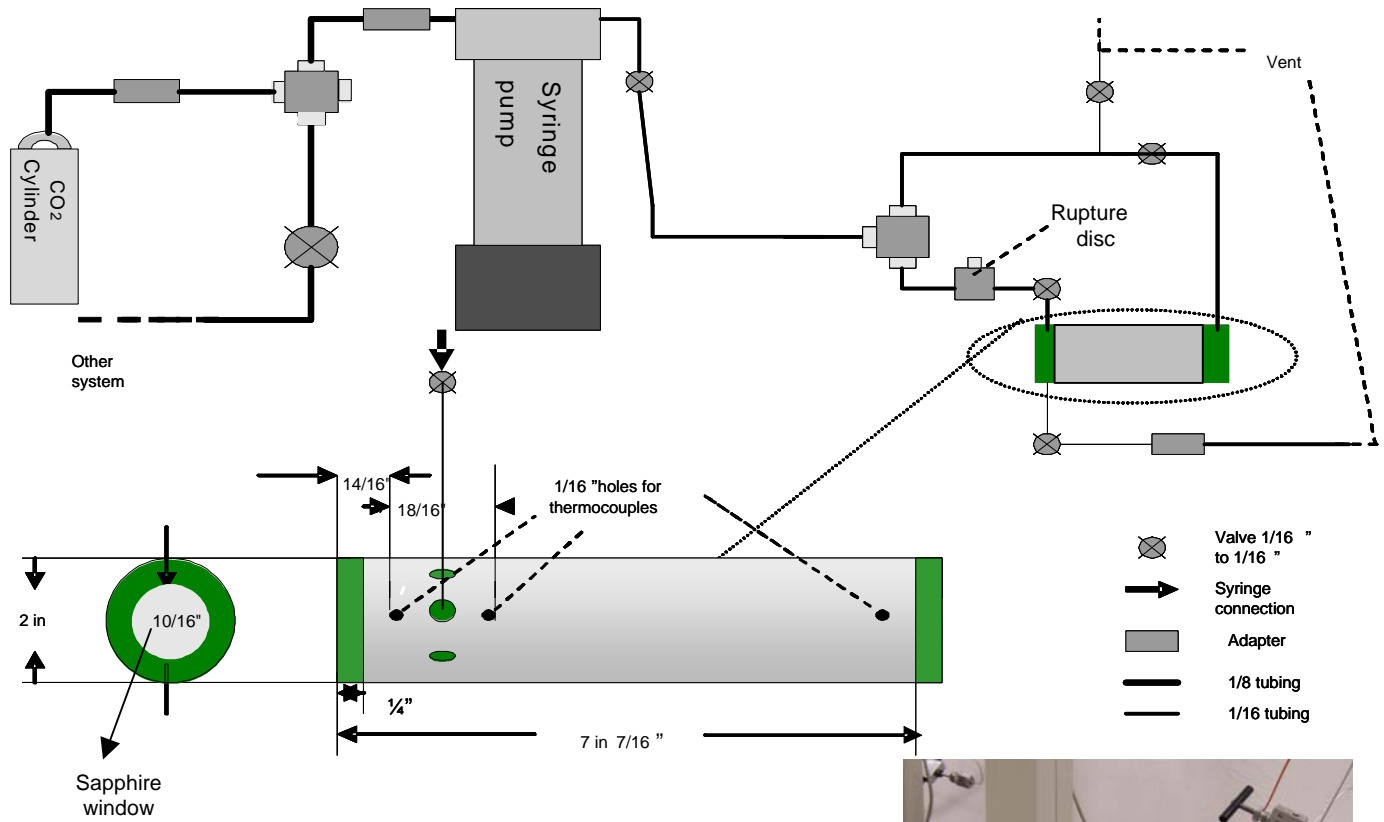 Vent
Syringe
pump
CO2
Cylinder
Rupture
disc
Other
system
14/16"
18/16"
1/16 ”holes for
thermocouples
2 in
10/16"
¼”
7 in 7/16 ”
Sapphire
window
Valve 1/16 ”
to 1/16 ”
Syringe
connection
Adapter
1/8 tubing
1/16 tubing